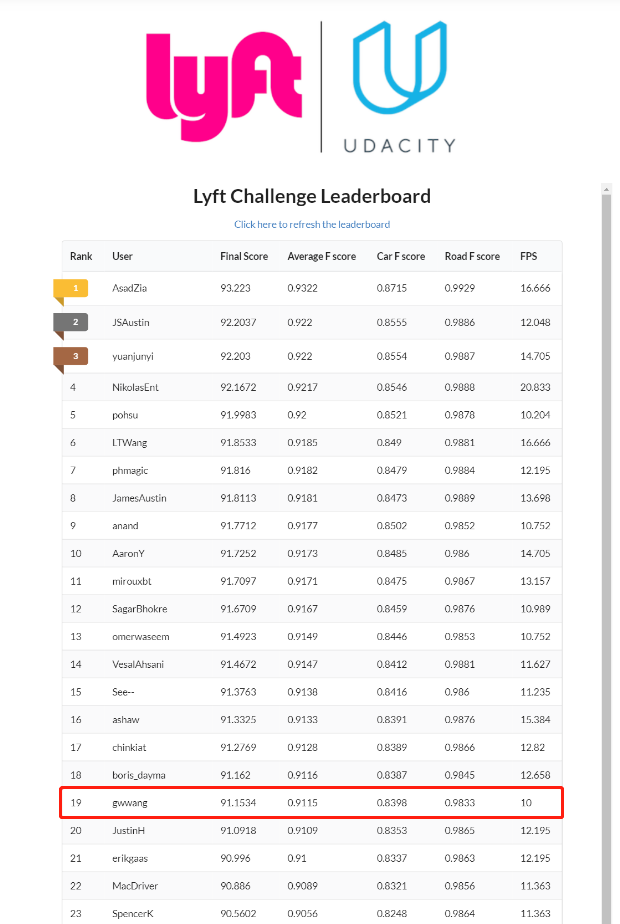 lyft
UDACITY
Lyft Challenge Leaderboard
Click here to refresh the leaderboard
Rank User Final Score Average F score Car F score Road F score FPS
1 AsadZia 93.223 0.9322 0.8715 0.9929 16.666
2 JSAustin 92.2037 0.922 0.8555 0.9886 12.048
3 yuanjunyi 92.203 0.922 0.8554 0.9887 14.705
4 NikolasEnt 92.1672 0.9217 0.8546 0.9888 20.833
5 pohsu 91.9983 0.92 0.8521 0.9878 10.204
6 LTWang 91.8533 0.9185 0.849 0.9881 16.666
7 phmagic 91.816 0.9182 0.8479 0.9884 12.195
8 JamesAustin 91.8113 0.9181 0.8473 0.9889 13.698
9 anand 91.7712 0.9177 0.8502 0.9852 10.752
10 AaronY 91.7252 0.9173 0.8485 0.986 14.705
11 mirouxbt 91.7097 0.9171 0.8475 0.9867 13.157
12 SagarBhokre 91.6709 0.9167 0.8459 0.9876 10.989
13 omerwaseem 91.4923 0.9149 0.8446 0.9853 10.752
14 VesalAhsani 91.4672 0.9147 0.8412 0.9881 11.627
15 See-- 91.3763 0.9138 0.8416 0.986 11.235
16 ashaw 91.3325 0.9133 0.8391 0.9876 15.384
17 chinkiat 91.2769 0.9128 0.8389 0.9866 12.82
18 boris_dayma 91.162 0.9116 0.8387 0.9845 12.658
19 gwwang 91.1534 0.9115 0.8398 0.9833 10
20 JustinH 91.0918 0.9109 0.8353 0.9865 12.195
21 erikgaas 90.996 0.91 0.8337 0.9863 12.195
22 MacDriver 90.886 0.9089 0.8321 0.9856 11.363
23 SpencerK 90.5602 0.9056 0.8248 0.9864 11.363